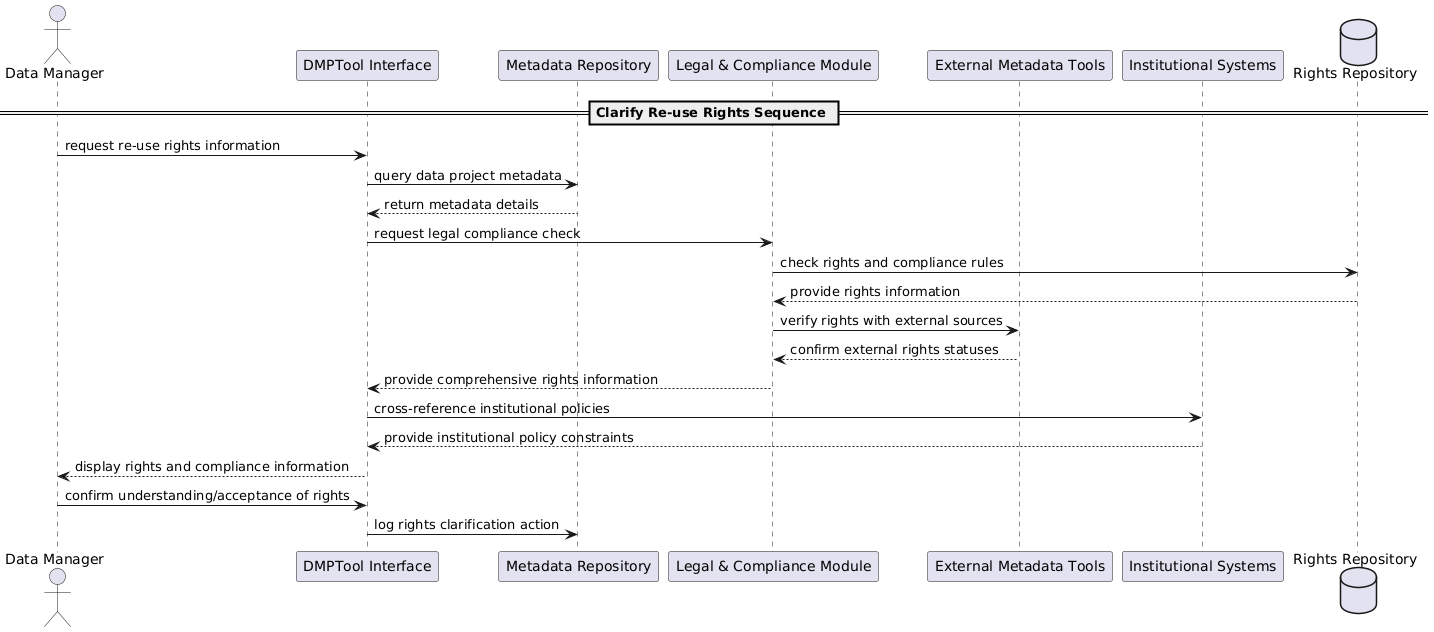 Data Manager
DMPTool Interface
Metadata Repository
Legal & Compliance Module
External Metadata Tools
Institutional Systems
Rights Repository
Clarify Re-use Rights Sequence
request re-use rights information
query data project metadata
return metadata details
request legal compliance check
check rights and compliance rules
provide rights information
verify rights with external sources
confirm external rights statuses
provide comprehensive rights information
cross-reference institutional policies
provide institutional policy constraints
display rights and compliance information
confirm understanding/acceptance of rights
log rights clarification action
Data Manager
DMPTool Interface
Metadata Repository
Legal & Compliance Module
External Metadata Tools
Institutional Systems
Rights Repository